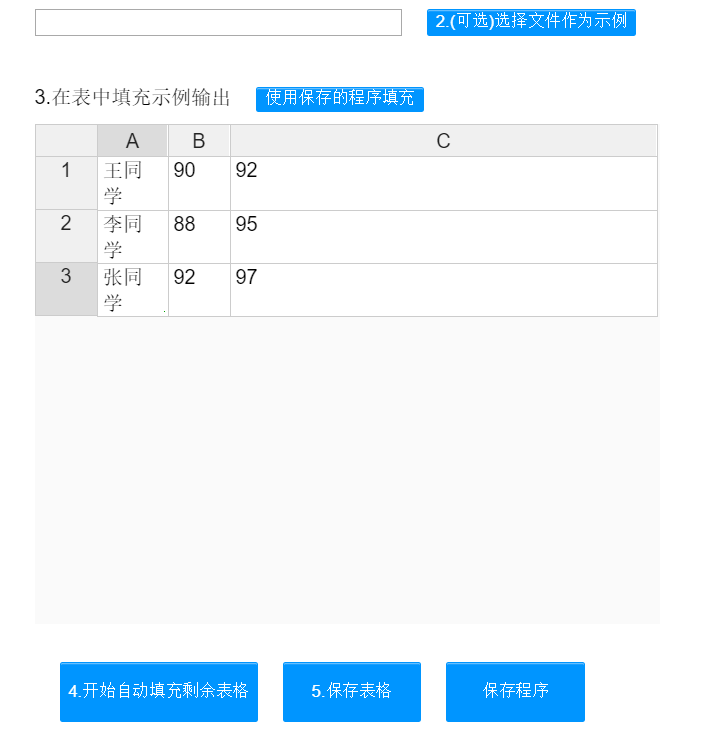 2.(可选)选择文件作为示例
3.在表中填充示例输出 使用保存的程序填充
A B C
1 王同学 90 92
2 李同学 88 95
3 张同学 92 97
4.开始自动填充剩余表格 5.保存表格 保存程序